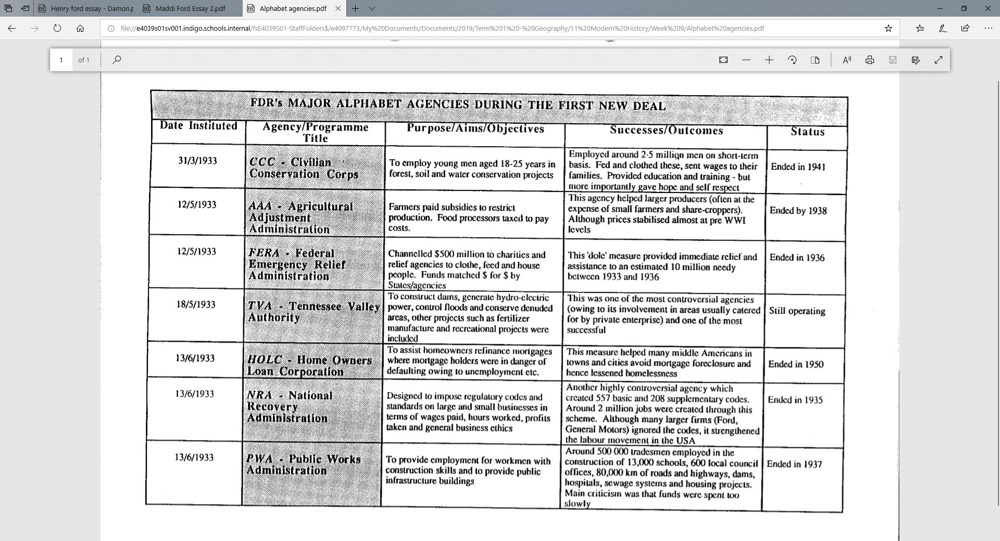 Henry ford essay - Damon.p
Maddi Ford Essay 2.pdf
Alphabet agencies.pdf
file://e4039s01sv001.indigo.schools.internal/fsE4039S01-StaffFolders$/e4097773/My%20Documents/Documents/2019/Term%201%20-%20Geography/11%20Modern%20History/Week%209/Alphabet%20agencies.pdf
1 of 1
FDR's MAJOR ALPHABET AGENCIES DURING THE FIRST NEW DEAL
Date Instituted
Agency/Programme
Title
Purpose/Aims/Objectives
Successes/Outcomes
Status
31/3/1933
CCC - Civilian
Conservation Corps
To employ young men aged 18-25 years in
forest, soil and water conservation projects
Employed around 2·5 million men on short-term
basis. Fed and clothed these, sent wages to their
families. Provided education and training - but
more importantly gave hope and self respect
Ended in 1941
12/5/1933
AAA - Agricultural
Adjustment
Administration
Farmers paid subsidies to restrict
production. Food processors taxed to pay
costs.
This agency helped larger producers (often at the
expense of small farmers and share-croppers).
Although prices stabilised almost at pre WWI
levels
Ended by 1938
12/5/1933
FERA - Federal
Emergency Relief
Administration
Channelled $500 million to charities and
relief agencies to clothe, feed and house
people. Funds matched $ for $ by
States/agencies
This 'dole' measure provided immediate relief and
assistance to an estimated 10 million needy
between 1933 and 1936
Ended in 1936
18/5/1933
TVA - Tennessee Valley
Authority
To construct dams, generate hydro-electric
power, control floods and conserve denuded
areas, other projects such as fertilizer
manufacture and recreational projects were
included
This was one of the most controversial agencies
(owing to its involvement in areas usually catered
for by private enterprise) and one of the most
successful
Still operating
13/6/1933
HOLC - Home Owners
Loan Corporation
To assist homeowners refinance mortgages
where mortgage holders were in danger of
defaulting owing to unemployment etc.
This measure helped many middle Americans in
towns and cities avoid mortgage foreclosure and
hence lessened homelessness
Ended in 1950
13/6/1933
NRA - National
Recovery
Administration
Designed to impose regulatory codes and
standards on large and small businesses in
terms of wages paid, hours worked, profits
taken and general business ethics
Another highly controversial agency which
created 557 basic and 208 supplementary codes.
Around 2 million jobs were created through this
scheme. Although many larger firms (Ford,
General Motors) ignored the codes, it strengthened
the labour movement in the USA
Ended in 1935
13/6/1933
PWA - Public Works
Administration
To provide employment for workmen with
construction skills and to provide public
infrastructure buildings
Around 500 000 tradesmen employed in the
construction of 13,000 schools, 600 local council
offices, 80,000 km of roads and highways, dams,
hospitals, sewage systems and housing projects.
Main criticism was that funds were spent too
slowly
Ended in 1937